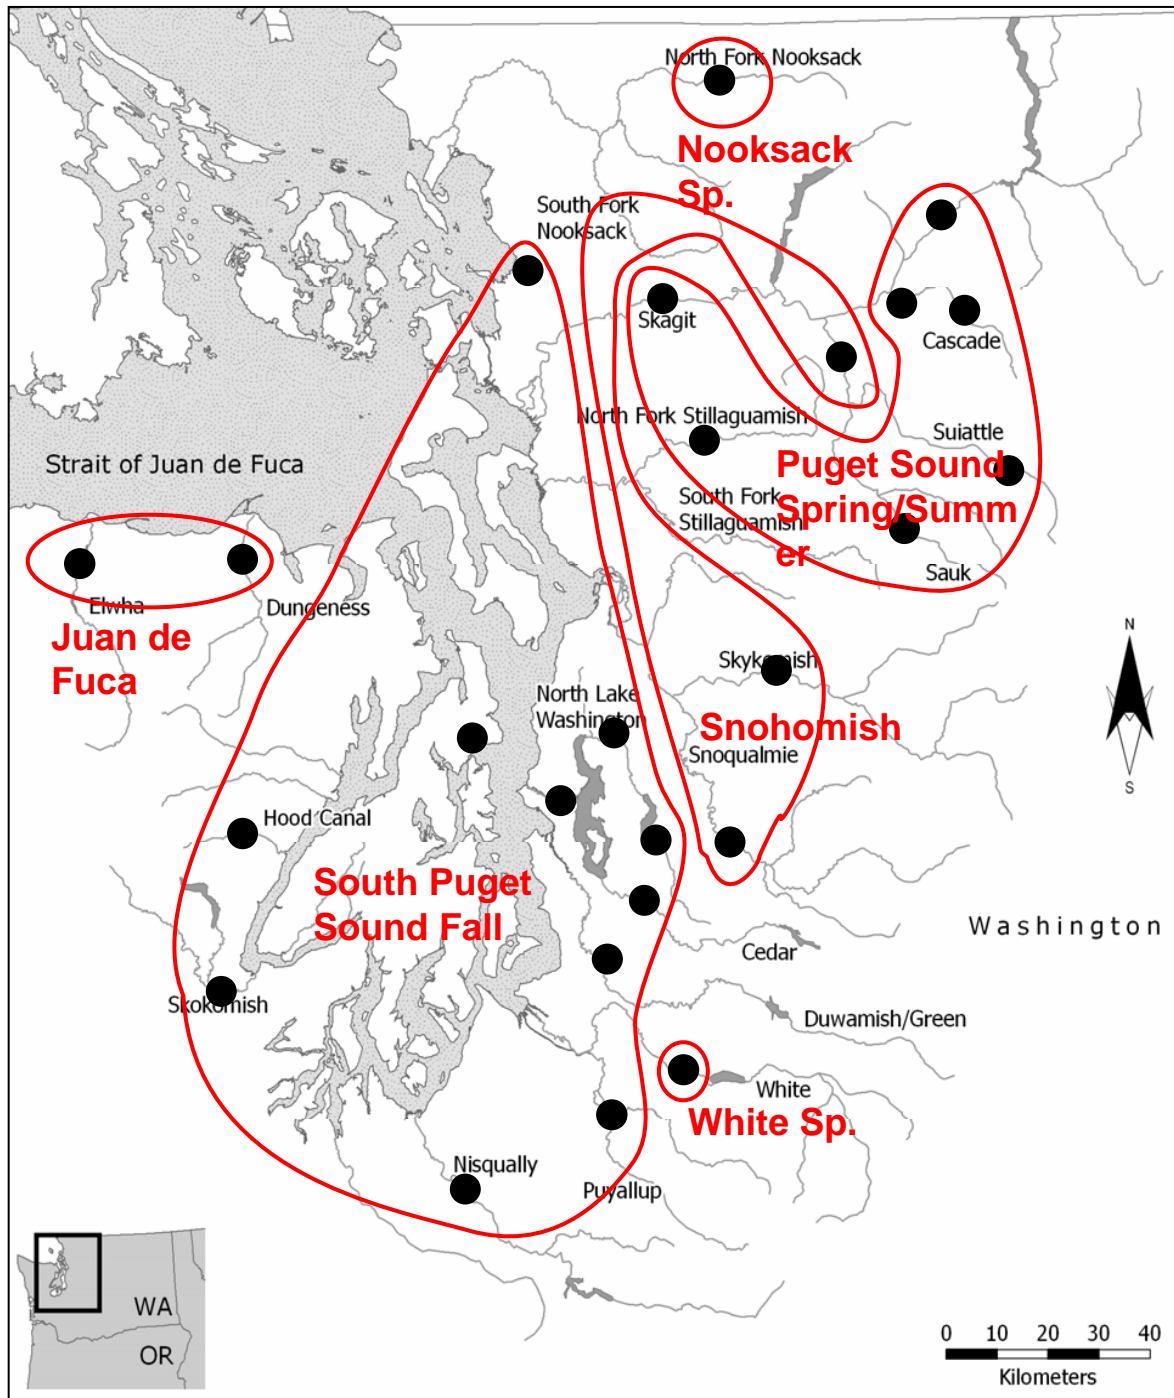 North Fork Nooksack
Nooksack
Sp.
South Fork
Nooksack
Skagit
Cascade
North Fork Stillaguamish
Suiattle
Strait of Juan de Fuca
Puget Sound
Spring/Summ
er
South Fork
Stillaguamish
Sauk
Elwha
Dungeness
Juan de
Fuca
N
S
Skykomish
North Lake
Washington
Snohomish
Snoqualmie
Hood Canal
South Puget
Sound Fall
Washington
Cedar
Skokomish
Duwamish/Green
White
White Sp.
Nisqually
Puyallup
WA
OR
0 10 20 30 40
Kilometers